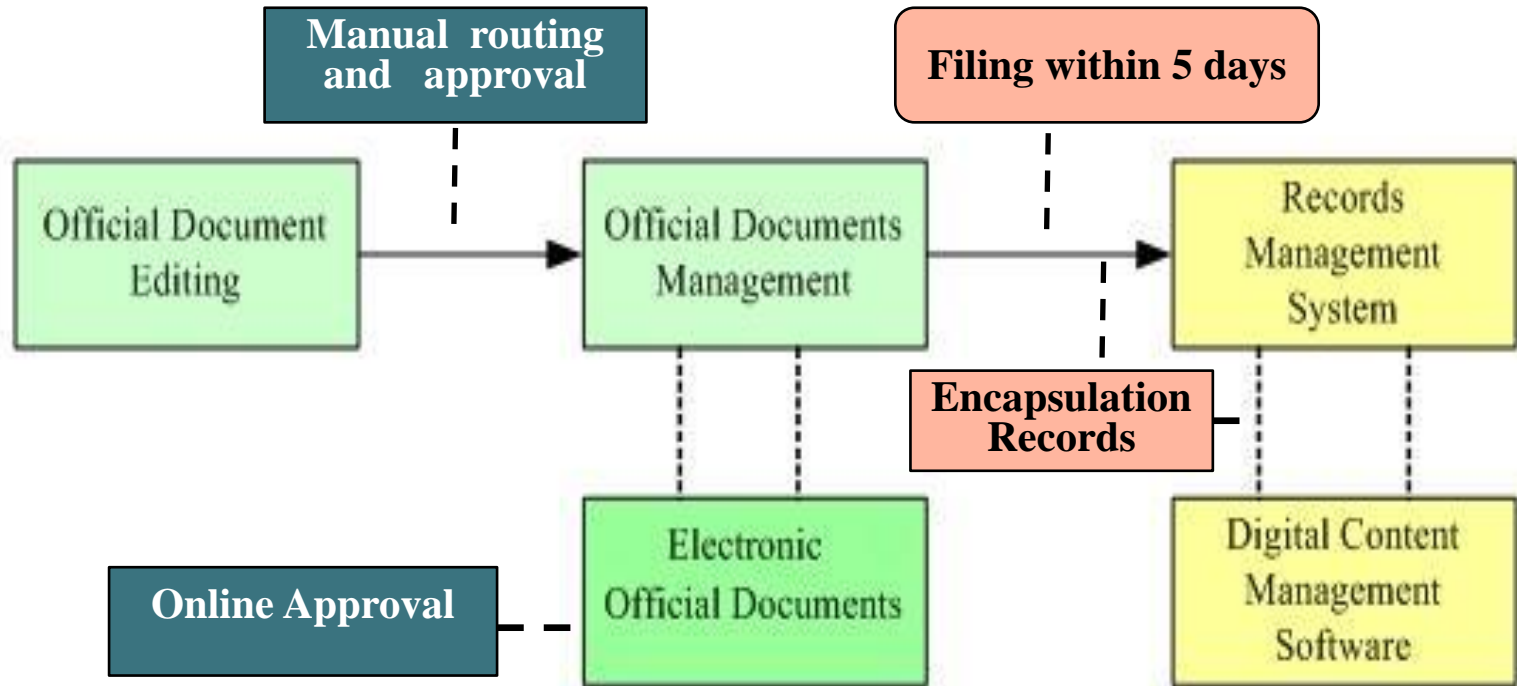 Manual routing
and approval
Filing within 5 days
Official Document
Editing
Official Documents
Management
Records
Management
System
Encapsulation
Records
Electronic
Official Documents
Digital Content
Management
Software
Online Approval